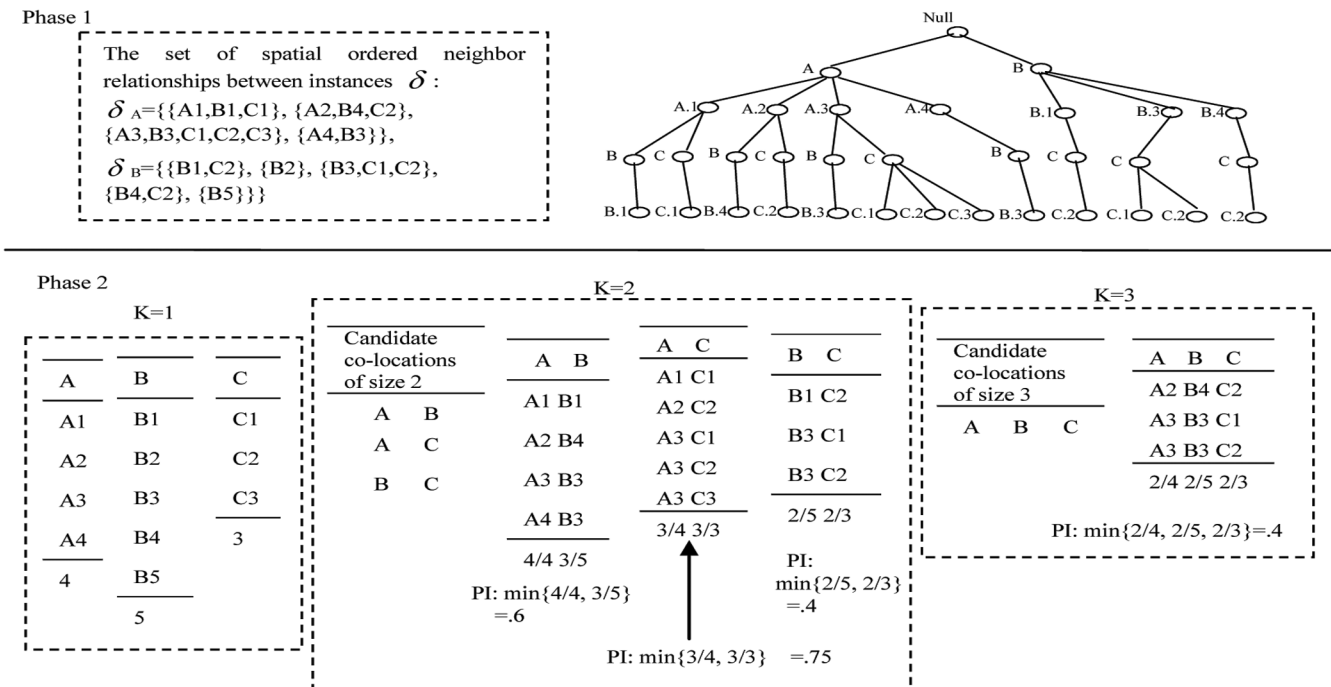 Phase 1
The set of spatial ordered neighbor
relationships between instances δ :
δ A={{A1,B1,C1}, {A2,B4,C2},
{A3,B3,C1,C2,C3}, {A4,B3}},
δ B={{B1,C2}, {B2}, {B3,C1,C2},
{B4,C2}, {B5}}}
Null
A B
A.1 A.2 A.3 A.4 B.1 B.3 B.4
B C B C B C B C C C
B.1 C.1 B.4 C.2 B.3. C.1 C.2 C.3 B.3 C.2 C.1 C.2 C.2
Phase 2
K=1
A B C
A1 B1 C1
A2 B2 C2
A3 B3 C3
A4 B4 3
4 B5
5
K=2
Candidate
co-locations
of size 2
A B
A C
B C
A B
A1 B1
A2 B4
A3 B3
A4 B3
4/4 3/5
PI: min{4/4, 3/5}
=.6
A C
A1 C1
A2 C2
A3 C1
A3 C2
A3 C3
3/4 3/3
PI: min{3/4, 3/3} =.75
B C
B1 C2
B3 C1
B3 C2
2/5 2/3
PI:
min{2/5, 2/3}
=.4
K=3
Candidate
co-locations
of size 3
A B C
A B C
A2 B4 C2
A3 B3 C1
A3 B3 C2
2/4 2/5 2/3
PI: min{2/4, 2/5, 2/3}=.4